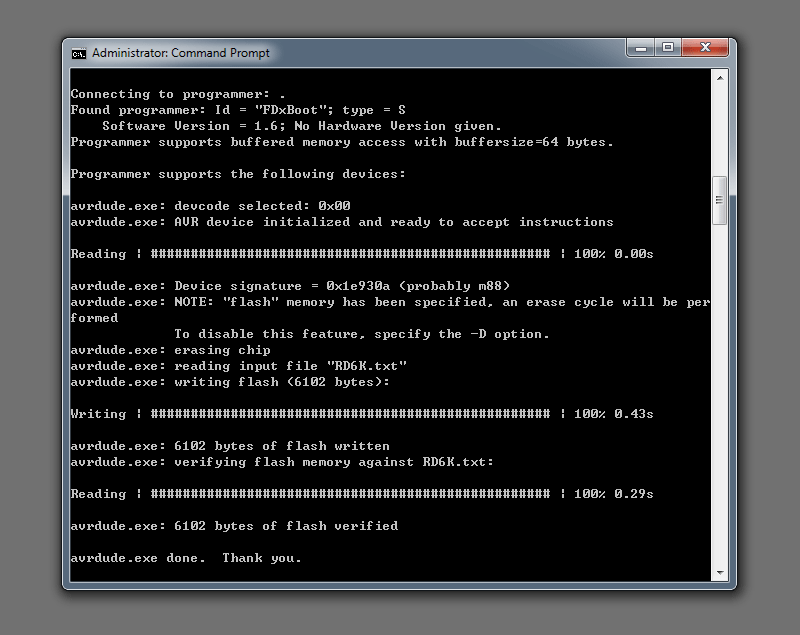 Administrator: Command Prompt
Connecting to programmer: .
Found programmer: Id = "FDxBoot"; type = S
    Software Version = 1.6; No Hardware Version given.
Programmer supports buffered memory access with buffersize=64 bytes.
Programmer supports the following devices:
avrdude.exe: devcode selected: 0x00
avrdude.exe: AVR device initialized and ready to accept instructions
Reading | ################################################## | 100% 0.00s
avrdude.exe: Device signature = 0x1e930a (probably m88)
avrdude.exe: NOTE: "flash" memory has been specified, an erase cycle will be per
formed
             To disable this feature, specify the -D option.
avrdude.exe: erasing chip
avrdude.exe: reading input file "RD6K.txt"
avrdude.exe: writing flash (6102 bytes):
Writing | ################################################## | 100% 0.43s
avrdude.exe: 6102 bytes of flash written
avrdude.exe: verifying flash memory against RD6K.txt:
Reading | ################################################## | 100% 0.29s
avrdude.exe: 6102 bytes of flash verified
avrdude.exe done.  Thank you.